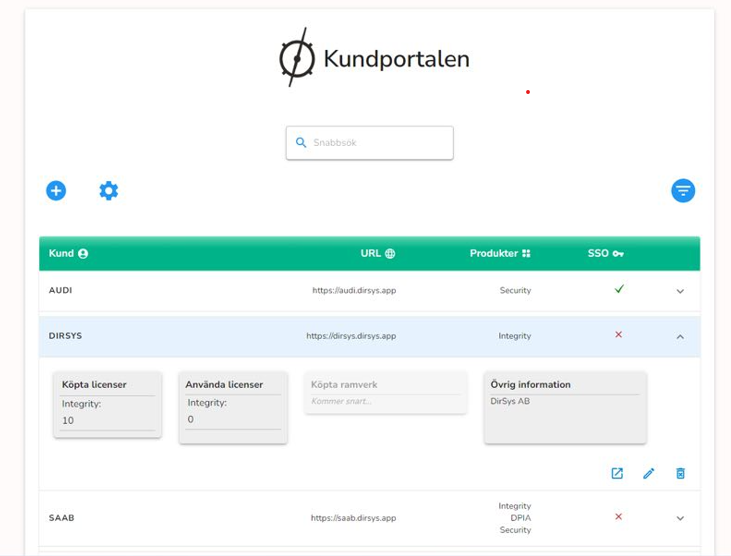 Kundportalen
Snabbsök
Kund URL Produkter SSO
AUDI https://audi.dirsys.app Security
DIRSYS https://dirsys.dirsys.app Integrity
Köpta licenser
Integrity:
10
Använda licenser
Integrity:
0
Köpta ramverk
Kommer snart...
Övrig information
DirSys AB
SAAB https://saab.dirsys.app Integrity
DPIA
Security